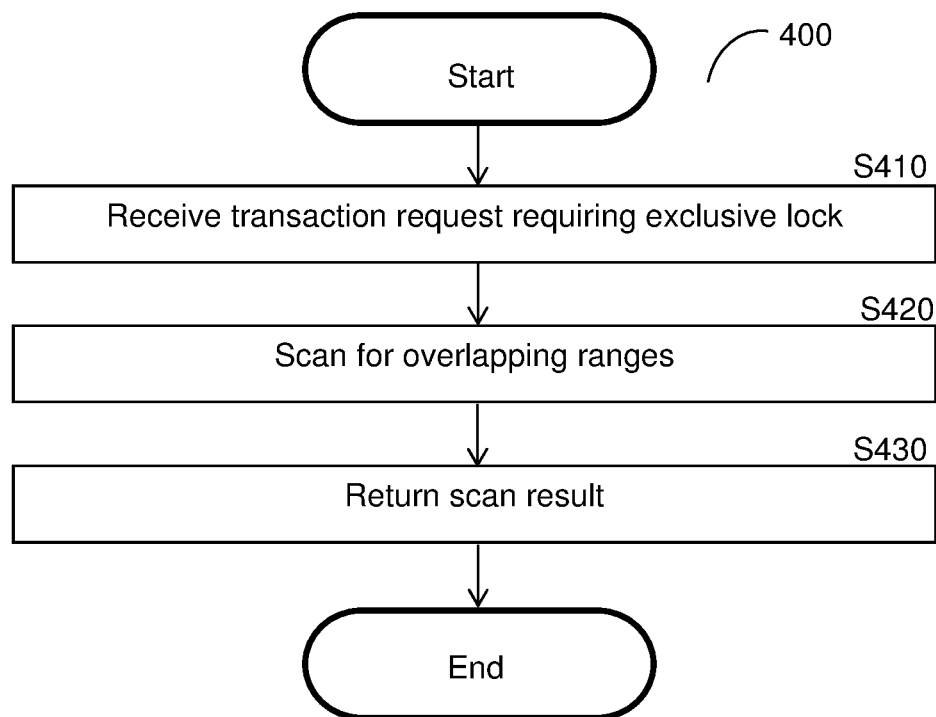 Start
400
S410
Receive transaction request requiring exclusive lock
S420
Scan for overlapping ranges
S430
Return scan result
End